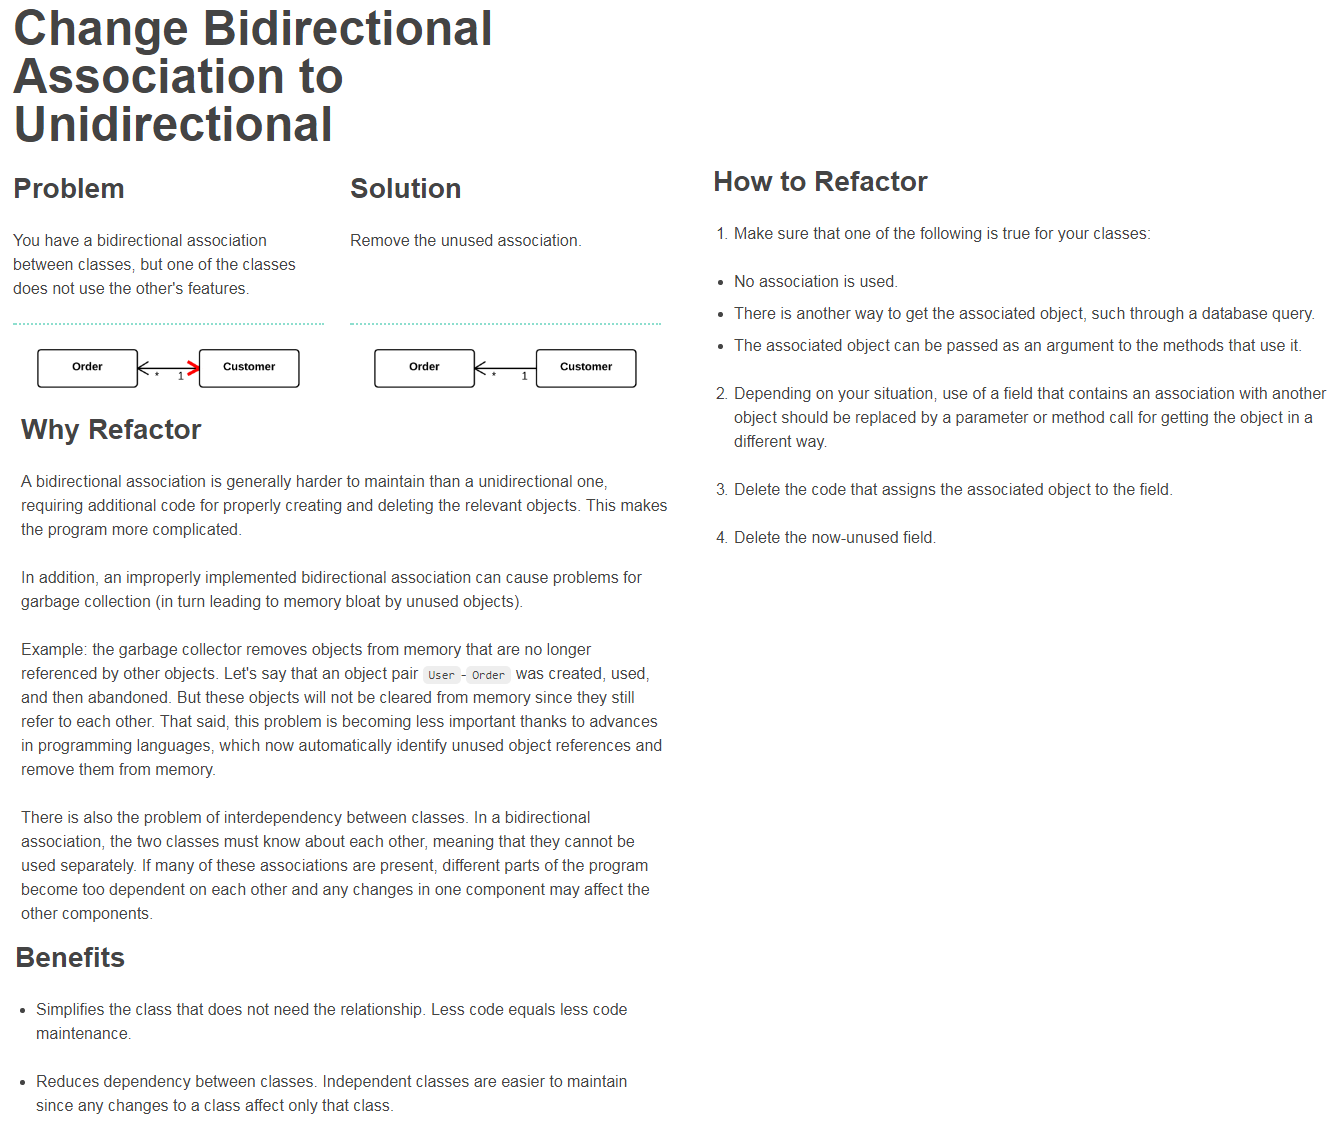 Change Bidirectional
Association to
Unidirectional
Problem
You have a bidirectional association
between classes, but one of the classes
does not use the other's features.
Solution
Remove the unused association.
Order
* 1
Customer
Order
* 1
Customer
Why Refactor
A bidirectional association is generally harder to maintain than a unidirectional one,
requiring additional code for properly creating and deleting the relevant objects. This makes
the program more complicated.
In addition, an improperly implemented bidirectional association can cause problems for
garbage collection (in turn leading to memory bloat by unused objects).
Example: the garbage collector removes objects from memory that are no longer
referenced by other objects. Let's say that an object pair User - Order was created, used,
and then abandoned. But these objects will not be cleared from memory since they still
refer to each other. That said, this problem is becoming less important thanks to advances
in programming languages, which now automatically identify unused object references and
remove them from memory.
There is also the problem of interdependency between classes. In a bidirectional
association, the two classes must know about each other, meaning that they cannot be
used separately. If many of these associations are present, different parts of the program
become too dependent on each other and any changes in one component may affect the
other components.
Benefits
• Simplifies the class that does not need the relationship. Less code equals less code
maintenance.
• Reduces dependency between classes. Independent classes are easier to maintain
since any changes to a class affect only that class.
How to Refactor
1. Make sure that one of the following is true for your classes:
• No association is used.
• There is another way to get the associated object, such through a database query.
• The associated object can be passed as an argument to the methods that use it.
2. Depending on your situation, use of a field that contains an association with another
object should be replaced by a parameter or method call for getting the object in a
different way.
3. Delete the code that assigns the associated object to the field.
4. Delete the now-unused field.